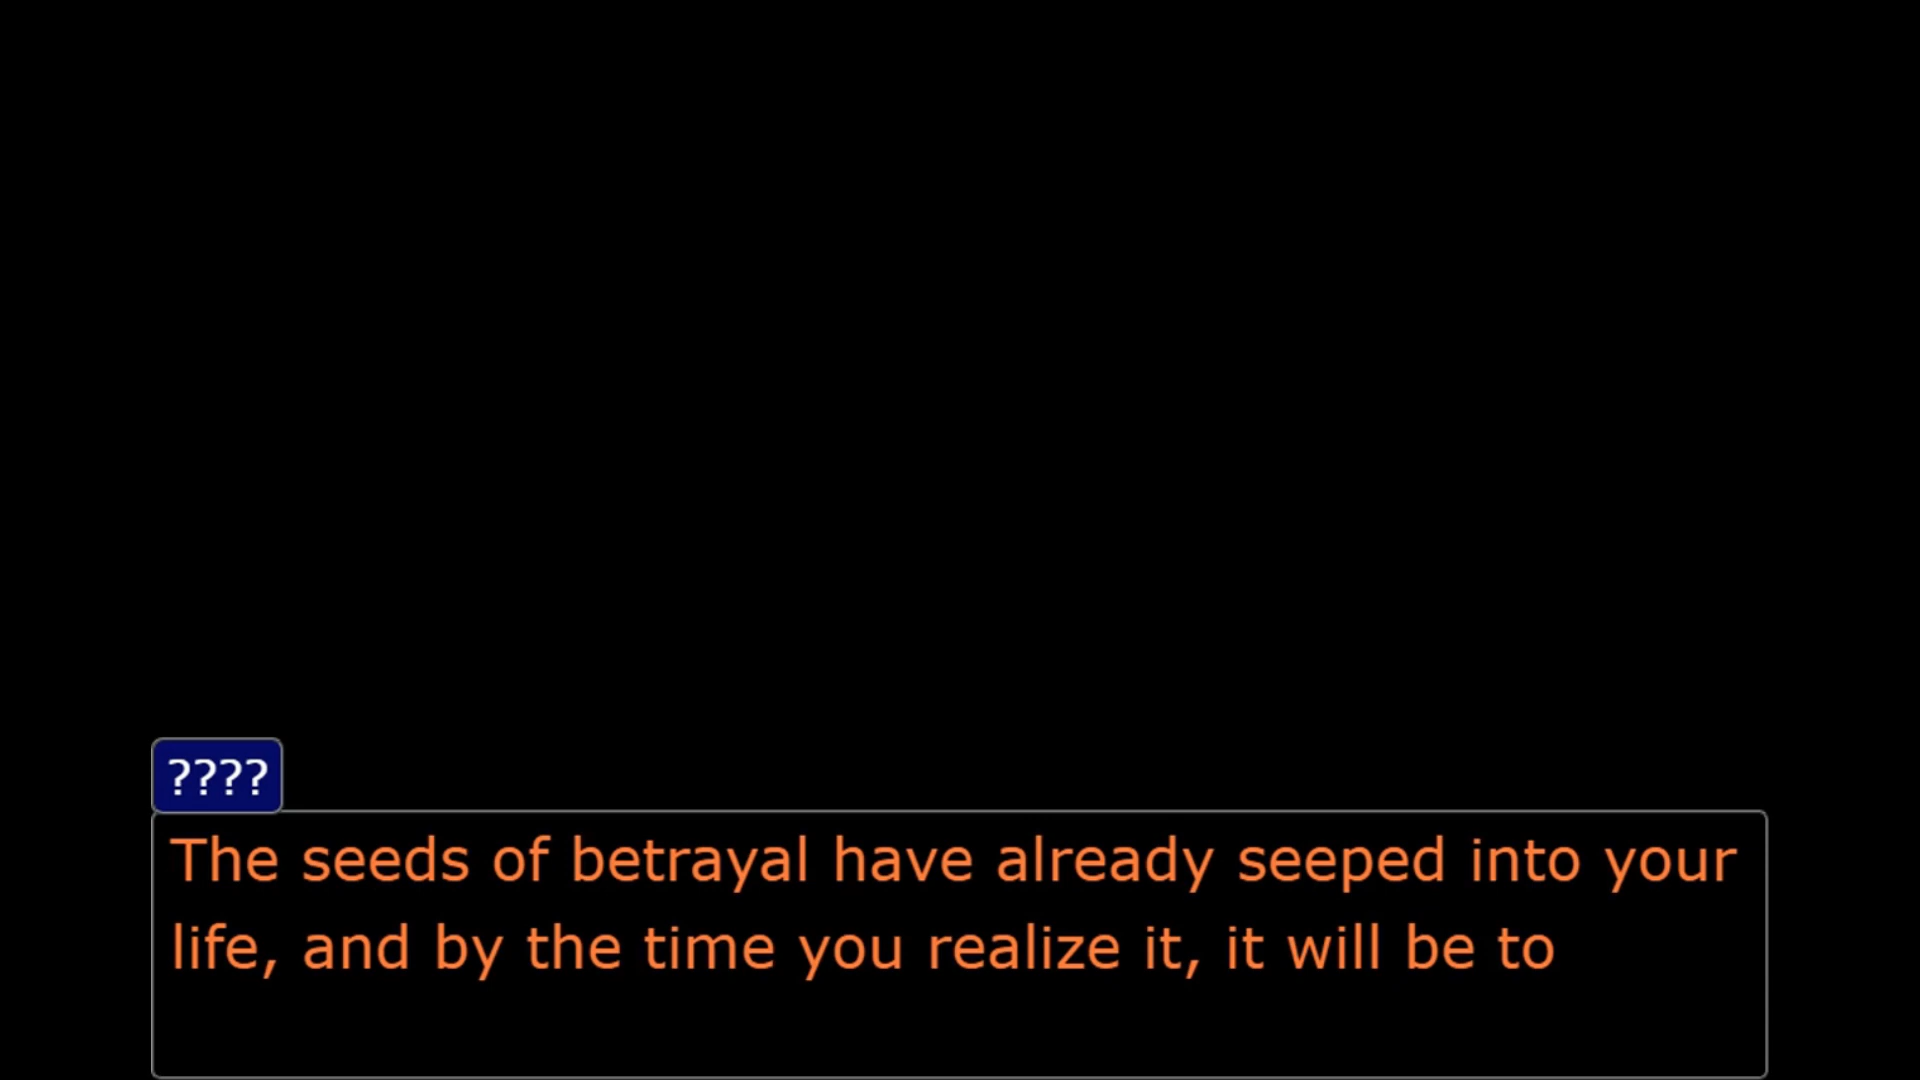 ????
The seeds of betrayal have already seeped into your
life, and by the time you realize it, it will be to